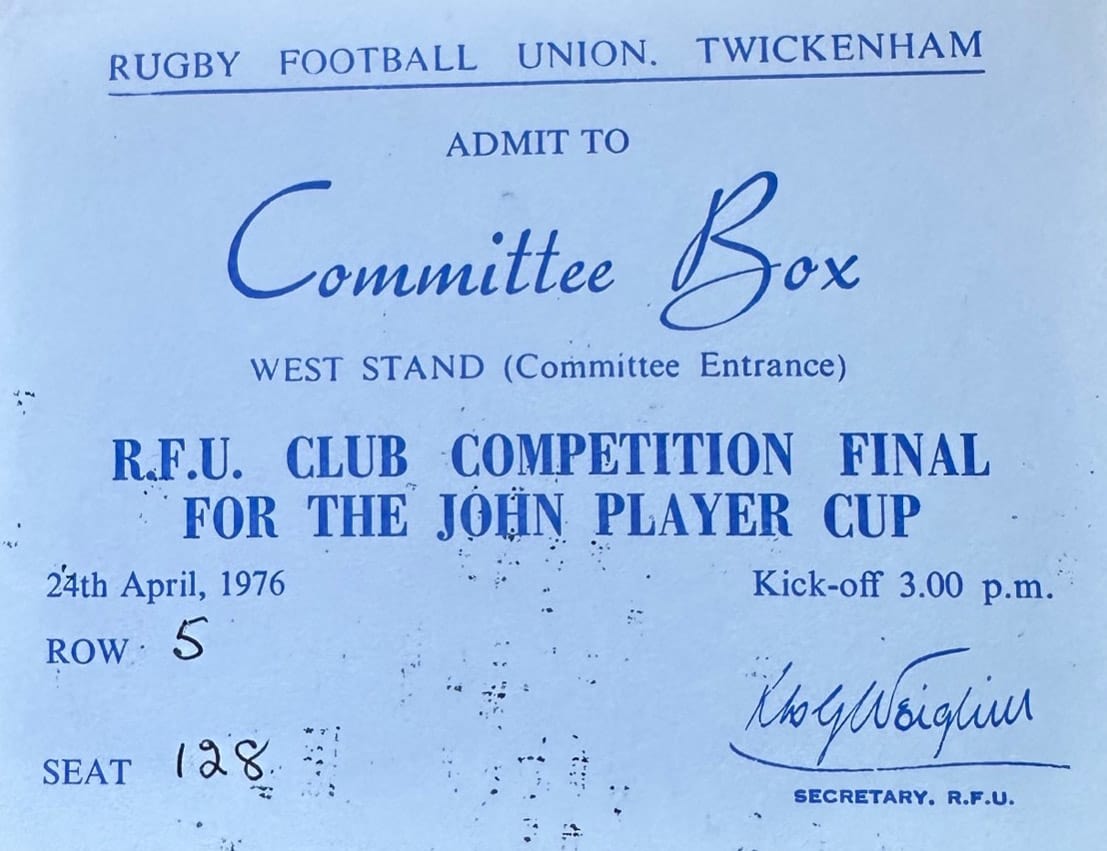 RUGBY FOOTBALL UNION. TWICKENHAM
ADMIT TO
Committee Box
WEST STAND (Committee Entrance)
R.F.U. CLUB COMPETITION FINAL
FOR THE JOHN PLAYER CUP
24th April, 1976 Kick-off 3.00 p.m.
ROW 5
SEAT 128
SECRETARY. R.F.U.